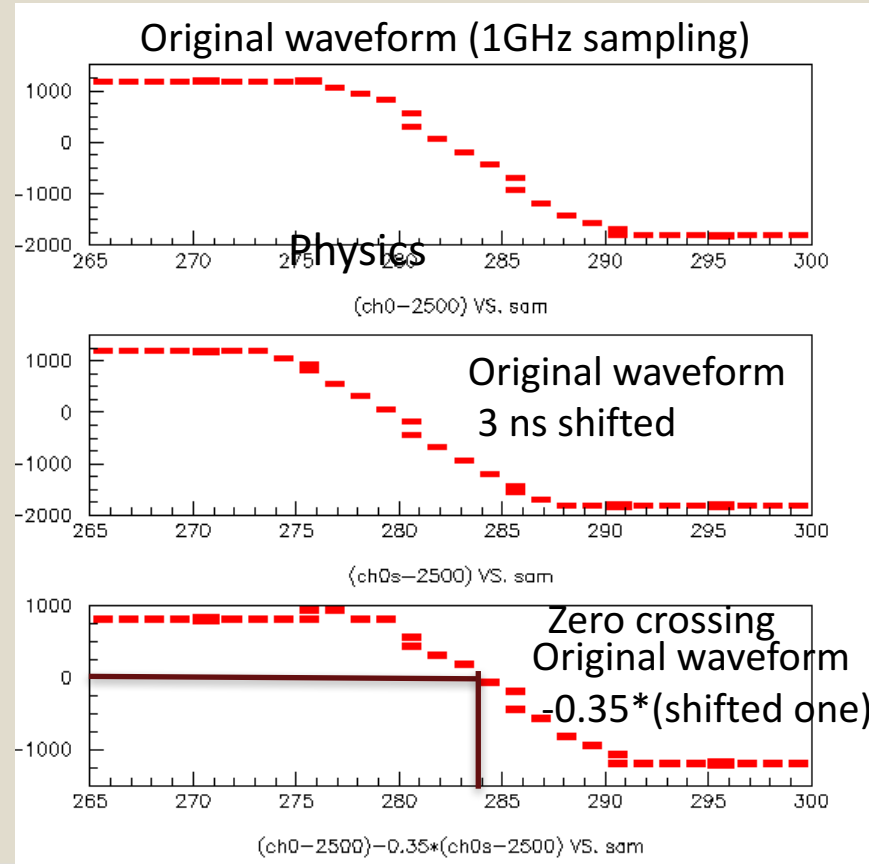 Original waveform (1GHz sampling)
1000
0
-1000
-2000
265 270 275 280 285 290 295 300
Physics
(ch0-2500) VS. sam
1000
0
-1000
-2000
265 270 275 280 285 290 295 300
Original waveform
3 ns shifted
(ch0s-2500) VS. sam
1000
0
-1000
265 270 275 280 285 290 295 300
Zero crossing
Original waveform
-0.35*(shifted one)
(ch0-2500)-0.35*(ch0s-2500) VS. sam